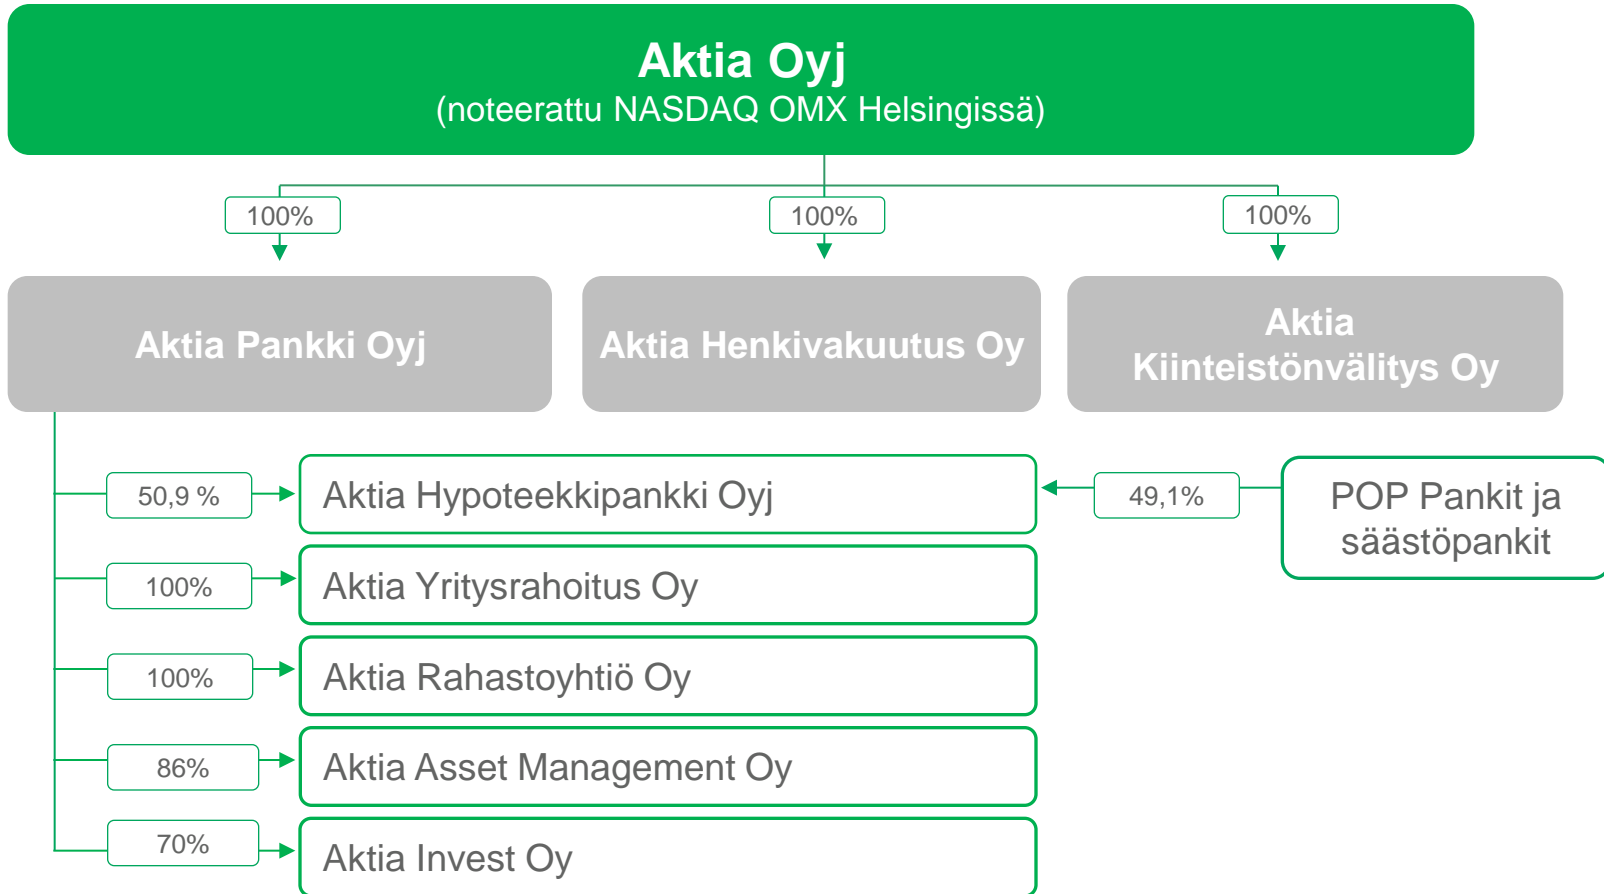 Aktia Oyj
(noteerattu NASDAQ OMX Helsingissä)
100%
100%
100%
Aktia Pankki Oyj
Aktia Henkivakuutus Oy
Aktia
Kiinteistönvälitys Oy
50,9 %
Aktia Hypoteekkipankki Oyj
49,1%
POP Pankit ja
säästöpankit
100%
Aktia Yritysrahoitus Oy
100%
Aktia Rahastoyhtiö Oy
86%
Aktia Asset Management Oy
70%
Aktia Invest Oy